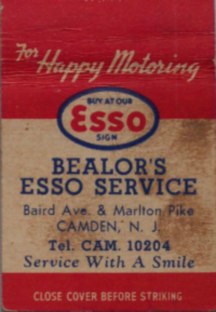 For Happy Motoring
BUY AT OUR
Esso
SIGN
BEALOR'S
ESSO SERVICE
Baird Ave. & Marlton Pike
CAMDEN, N. J.
Tel. CAM. 10204
Service With A Smile
CLOSE COVER BEFORE STRIKING